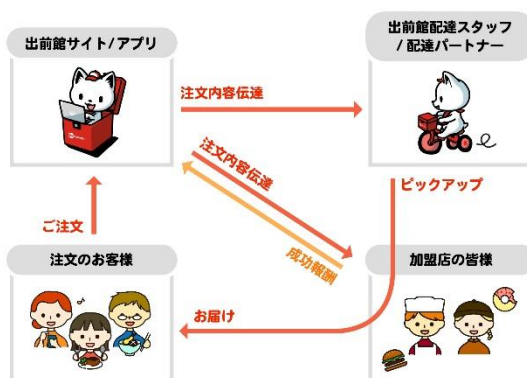 出前館サイト/アプリ
出前館配達スタッフ
/ 配達パートナー
注文内容伝達
注文内容伝達
成功報酬
ピックアップ
ご注文
注文のお客様
加盟店の皆様
お届け